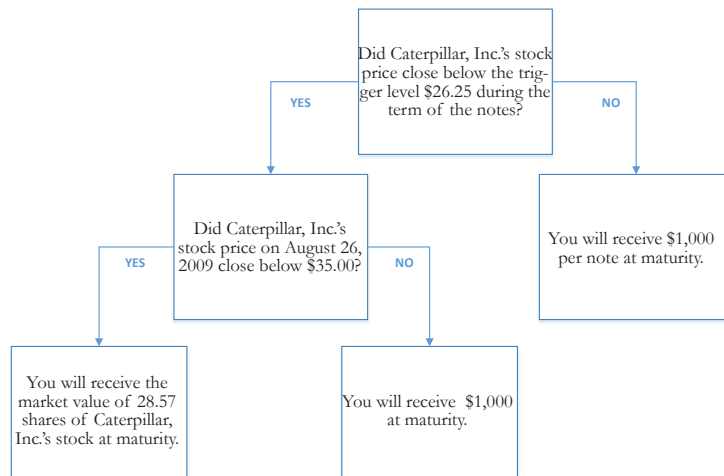 Did Caterpillar, Inc.'s stock
price close below the trig-
ger level $26.25 during the
term of the notes?
YES
NO
Did Caterpillar, Inc.'s
stock price on August 26,
2009 close below $35.00?
You will receive $1,000
per note at maturity.
YES
NO
You will receive the
market value of 28.57
shares of Caterpillar,
Inc.'s stock at maturity.
You will receive $1,000
at maturity.